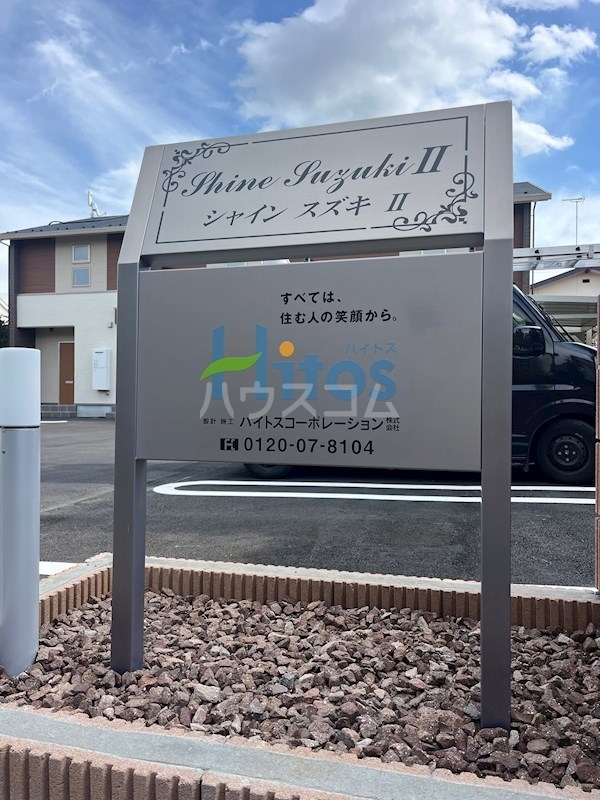 Shine Suzuki II
シャイン スズキ II
すべては、
住む人の笑顔から。
ハイトス
Hitos
ハウスコム
設計 施工 ハイトスコーポレーション 株式会社
0120-07-8104